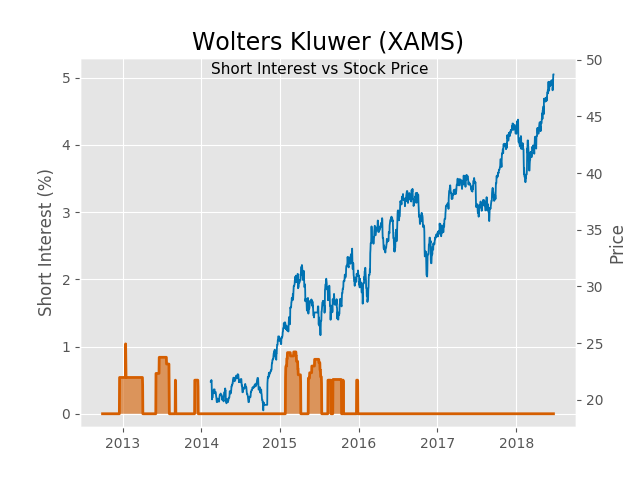 Wolters Kluwer (XAMS)
Short Interest vs Stock Price
Short Interest (%)
5
4
3
2
1
0
50
45
40
35
30
25
20
Price
2013 2014 2015 2016 2017 2018